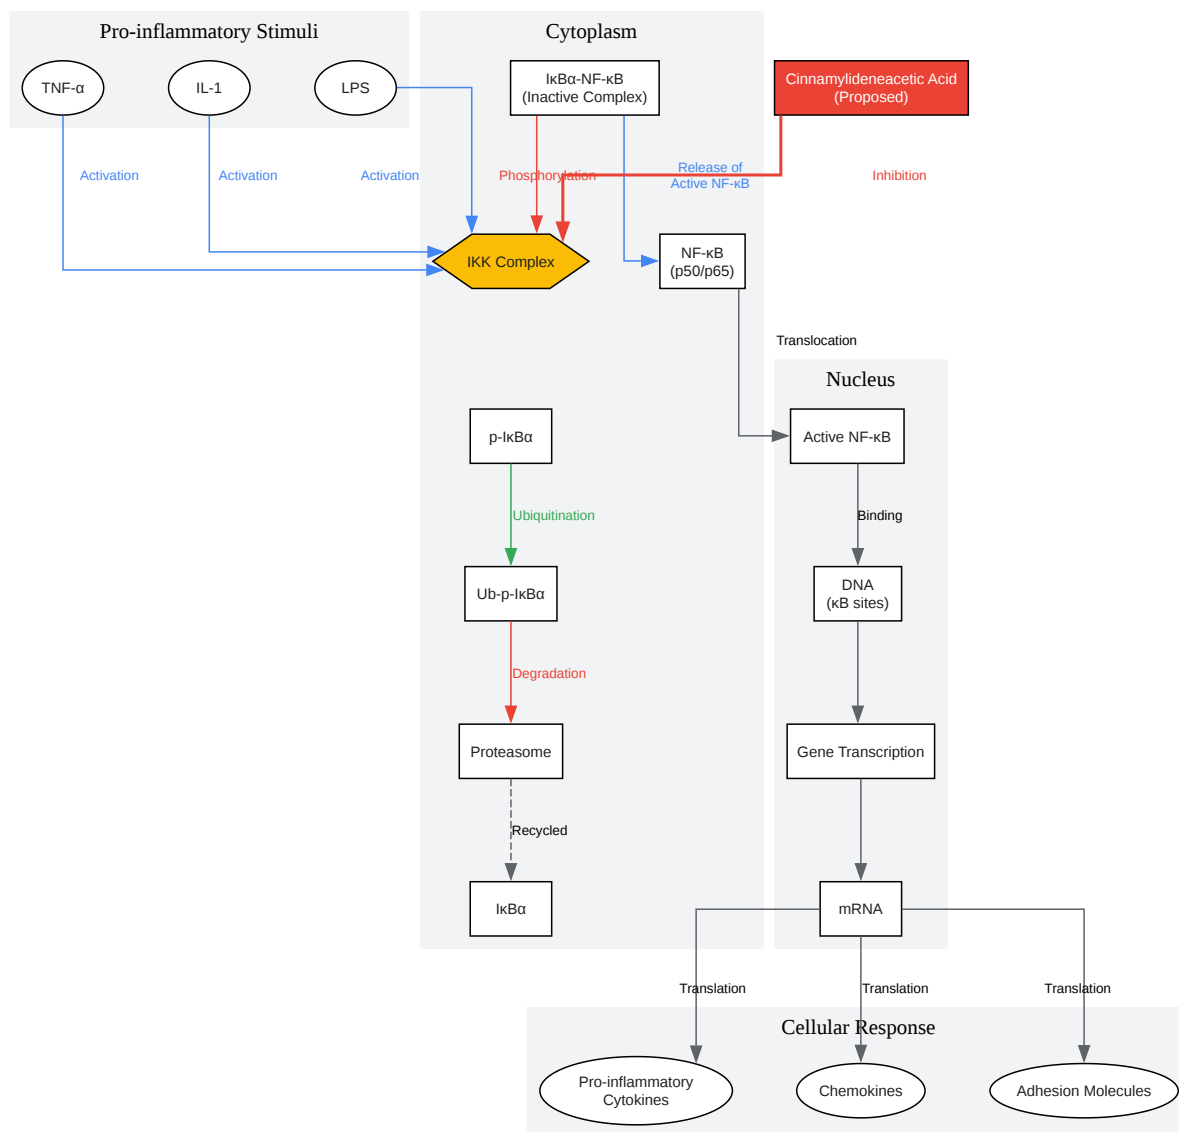 Pro-inflammatory Stimuli
Cytoplasm
TNF-α
IL-1
LPS
IκBα-NF-κB
(Inactive Complex)
Cinnamylideneacetic Acid
(Proposed)
Activation
Activation
Activation
Phosphorylation
Release of
Active NF-κB
Inhibition
IKK Complex
NF-κB
(p50/p65)
Translocation
Nucleus
p-IκBα
Active NF-κB
Ubiquitination
Binding
Ub-p-IκBα
DNA
(κB sites)
Degradation
Proteasome
Gene Transcription
Recycled
IκBα
mRNA
Translation
Translation
Translation
Cellular Response
Pro-inflammatory
Cytokines
Chemokines
Adhesion Molecules